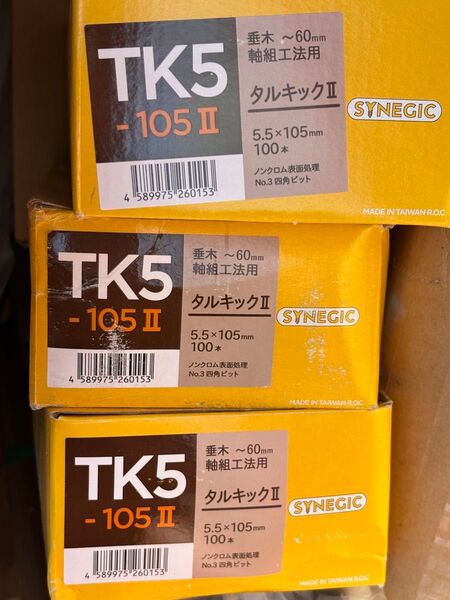 TK5
-105 II
4 589975 260153
垂木 ~60mm
軸組工法用
タルキックⅡ
5.5×105mm
100本
ノンクロム表面処理
No.3 四角ビット
SYNEGIC
MADE IN TAIWAN R.O.C
TK5
-105 II
4 589975 260153
垂木 ~60mm
軸組工法用
タルキックⅡ
5.5×105mm
100本
ノンクロム表面処理
No.3 四角ビット
SYNEGIC
MADE IN TAIWAN R.O.C
TK5
-105 II
4 589975 260153
垂木 ~60mm
軸組工法用
タルキックⅡ
5.5×105mm
100本
ノンクロム表面処理
No.3 四角ビット
SYNEGIC
MADE IN TAIWAN R.O.C